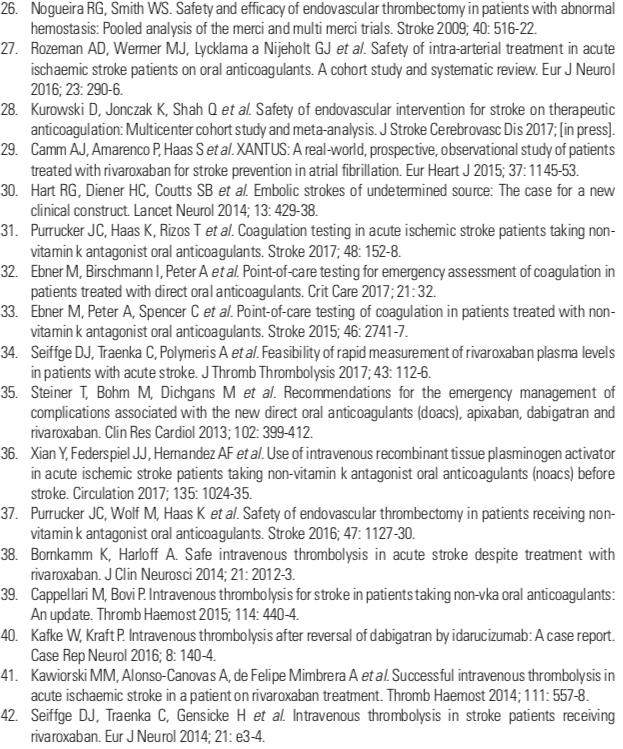 26. Nogueira RG, Smith WS. Safety and efficacy of endovascular thrombectomy in patients with abnormal
hemostasis: Pooled analysis of the merci and multi merci trials. Stroke 2009; 40: 516-22.
27. Rozeman AD, Wermer MJ, Lycklama a Nijeholt GJ et al. Safety of intra-arterial treatment in acute
ischaemic stroke patients on oral anticoagulants. A cohort study and systematic review. Eur J Neurol
2016; 23: 290-6.
28. Kurowski D, Jonczak K, Shah Q et al. Safety of endovascular intervention for stroke on therapeutic
anticoagulation: Multicenter cohort study and meta-analysis. J Stroke Cerebrovasc Dis 2017; [in press].
29. Camm AJ, Amarenco P, Haas S et al. XANTUS: A real-world, prospective, observational study of patients
treated with rivaroxaban for stroke prevention in atrial fibrillation. Eur Heart J 2015; 37: 1145-53.
30. Hart RG, Diener HC, Coutts SB et al. Embolic strokes of undetermined source: The case for a new
clinical construct. Lancet Neurol 2014; 13: 429-38.
31. Purrucker JC, Haas K, Rizos T et al. Coagulation testing in acute ischemic stroke patients taking non-
vitamin k antagonist oral anticoagulants. Stroke 2017; 48: 152-8.
32. Ebner M, Birschmann I, Peter A et al. Point-of-care testing for emergency assessment of coagulation in
patients treated with direct oral anticoagulants. Crit Care 2017; 21: 32.
33. Ebner M, Peter A, Spencer C et al. Point-of-care testing of coagulation in patients treated with non-
vitamin k antagonist oral anticoagulants. Stroke 2015; 46: 2741-7.
34. Seiffge DJ, Traenka C, Polymeris A et al. Feasibility of rapid measurement of rivaroxaban plasma levels
in patients with acute stroke. J Thromb Thrombolysis 2017; 43: 112-6.
35. Steiner T, Bohm M, Dichgans M et al. Recommendations for the emergency management of
complications associated with the new direct oral anticoagulants (doacs), apixaban, dabigatran and
rivaroxaban. Clin Res Cardiol 2013; 102: 399-412.
36. Xian Y, Federspiel JJ, Hernandez AF et al. Use of intravenous recombinant tissue plasminogen activator
in acute ischemic stroke patients taking non-vitamin k antagonist oral anticoagulants (noacs) before
stroke. Circulation 2017; 135: 1024-35.
37. Purrucker JC, Wolf M, Haas K et al. Safety of endovascular thrombectomy in patients receiving non-
vitamin k antagonist oral anticoagulants. Stroke 2016; 47: 1127-30.
38. Bornkamm K, Harloff A. Safe intravenous thrombolysis in acute stroke despite treatment with
rivaroxaban. J Clin Neurosci 2014; 21: 2012-3.
39. Cappellari M, Bovi P. Intravenous thrombolysis for stroke in patients taking non-vka oral anticoagulants:
An update. Thromb Haemost 2015; 114: 440-4.
40. Kafke W, Kraft P. Intravenous thrombolysis after reversal of dabigatran by idarucizumab: A case report.
Case Rep Neurol 2016; 8: 140-4.
41. Kawiorski MM, Alonso-Canovas A, de Felipe Mimbrera A et al. Successful intravenous thrombolysis in
acute ischaemic stroke in a patient on rivaroxaban treatment. Thromb Haemost 2014; 111: 557-8.
42. Seiffge DJ, Traenka C, Gensicke H et al. Intravenous thrombolysis in stroke patients receiving
rivaroxaban. Eur J Neurol 2014; 21: e3-4.